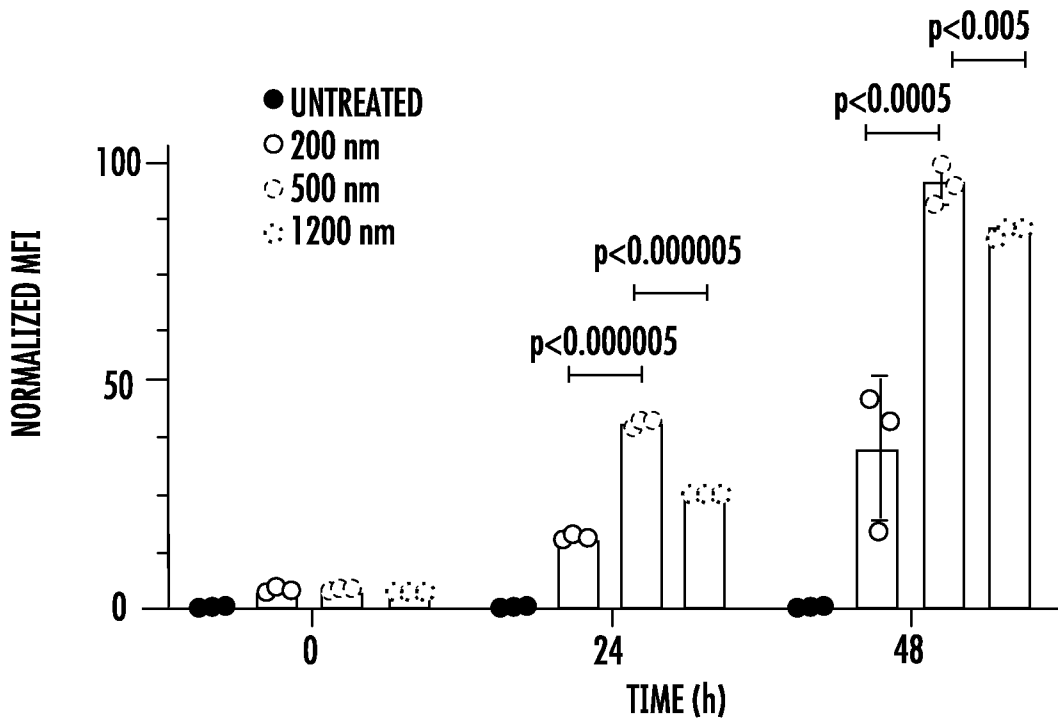 p<0.005
p<0.0005
UNTREATED
200 nm
500 nm
1200 nm
100
p<0.000005
p<0.000005
50
0
NORMALIZED MFI
0
24
48
TIME (h)